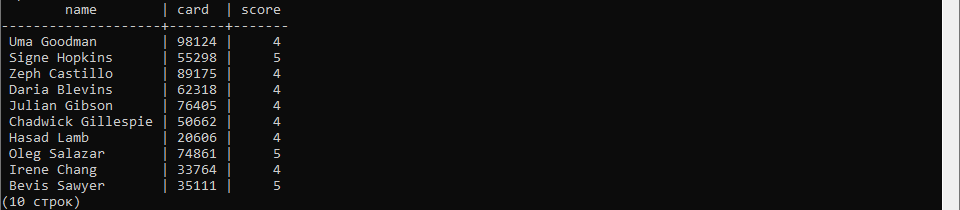 name | card | score
--------------------+-------+-------
Uma Goodman | 98124 | 4
Signe Hopkins | 55298 | 5
Zeph Castillo | 89175 | 4
Daria Blevins | 62318 | 4
Julian Gibson | 76405 | 4
Chadwick Gillespie | 50662 | 4
Hasad Lamb | 20606 | 4
Oleg Salazar | 74861 | 5
Irene Chang | 33764 | 4
Bevis Sawyer | 35111 | 5
(10 строк)